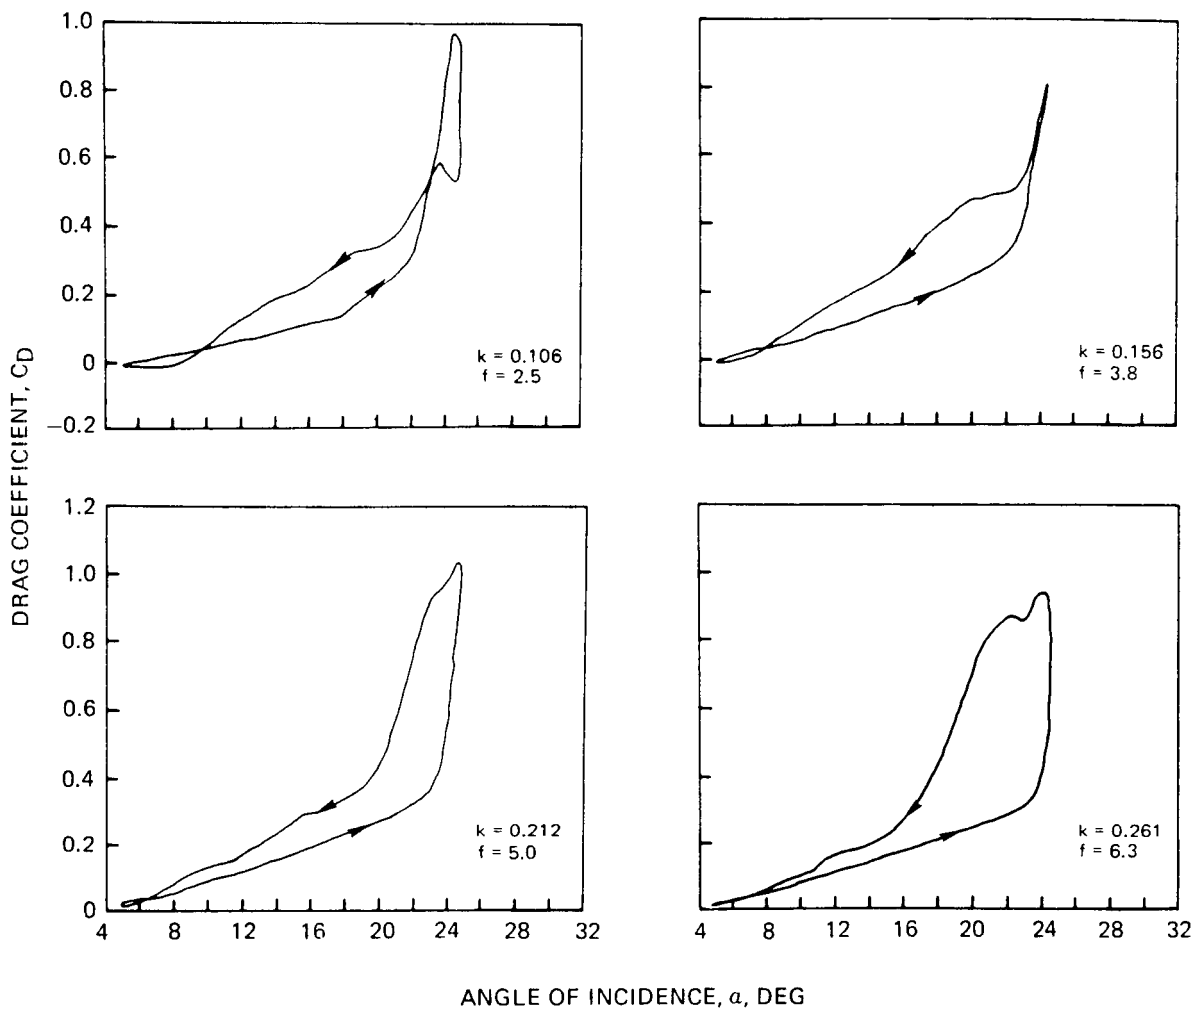 1.0
0.8
0.6
0.4
0.2
0
−0.2
k = 0.106
f = 2.5
k = 0.156
f = 3.8
DRAG COEFFICIENT, CD
1.2
1.0
0.8
0.6
0.4
0.2
0
k = 0.212
f = 5.0
k = 0.261
f = 6.3
4 8 12 16 20 24 28 32
4 8 12 16 20 24 28 32
ANGLE OF INCIDENCE, a, DEG